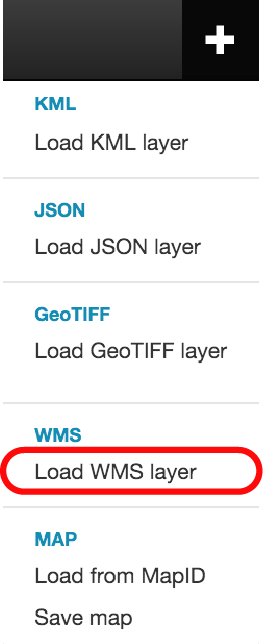 KML
Load KML layer
JSON
Load JSON layer
GeoTIFF
Load GeoTIFF layer
WMS
Load WMS layer
MAP
Load from MapID
Save map